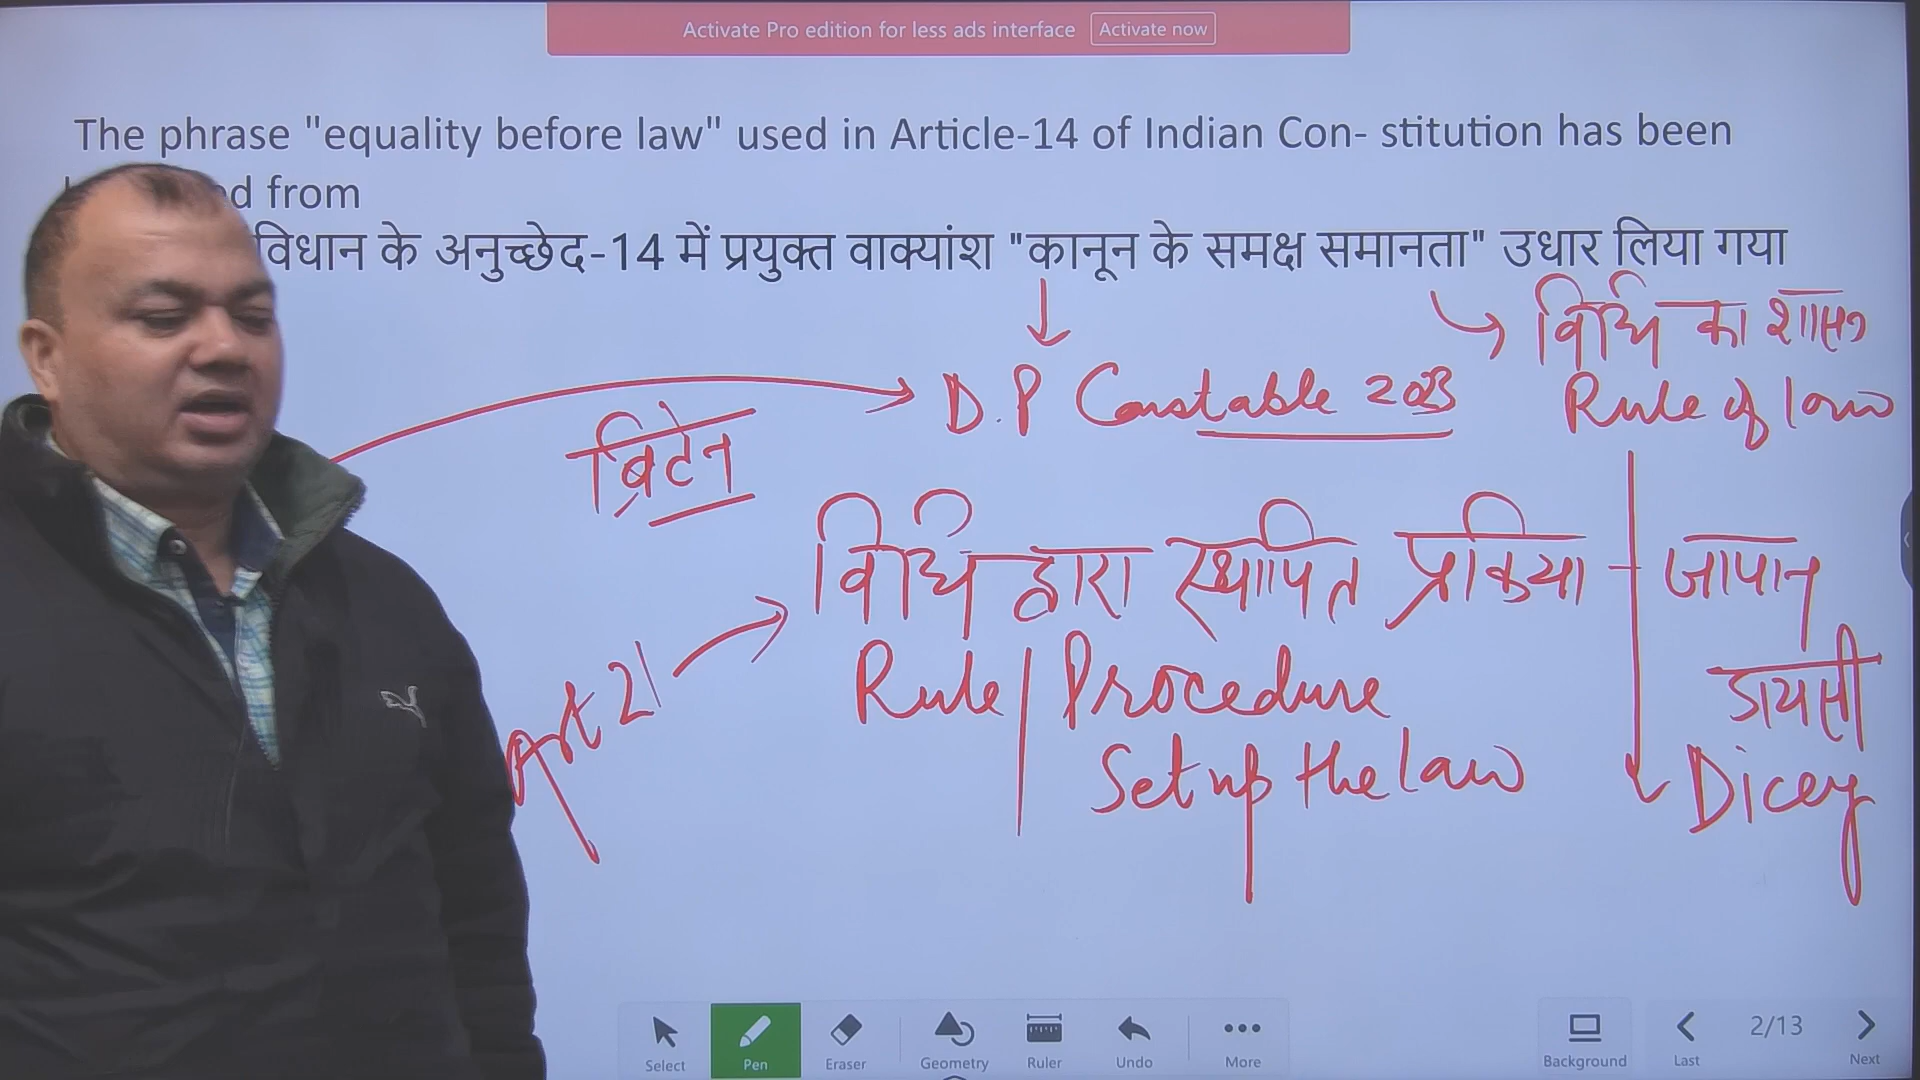 Activate Pro edition for less ads interface Activate now
The phrase "equality before law" used in Article-14 of Indian Con- stitution has been
d from
विधान के अनुच्छेद-14 में प्रयुक्त वाक्यांश "कानून के समक्ष समानता" उधार लिया गया
विधि का शासन
Rule of law
D.P Constable 2023
ब्रिटेन
विधि द्वारा स्थापित प्रक्रिया - जापान
Art 21
Rule / Procedure
Set up the law
डायसी
Dicey
Select Pen Eraser Geometry Ruler Undo More Background Last 2/13 Next